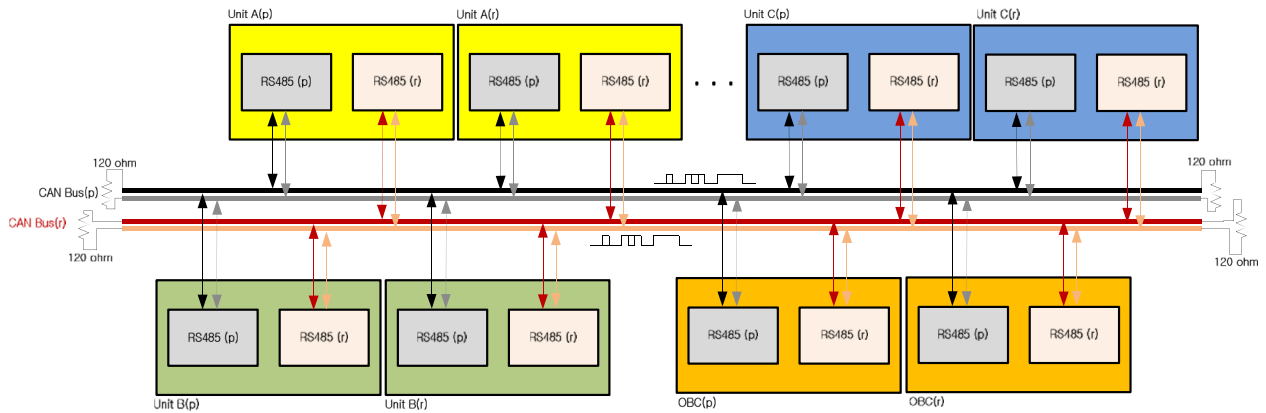 Unit A(p)
Unit A(r)
Unit C(p)
Unit C(r)
RS485 (p)
RS485 (r)
RS485 (p)
RS485 (r)
. . .
RS485 (p)
RS485 (r)
RS485 (p)
RS485 (r)
120 ohm
120 ohm
CAN Bus(p)
CAN Bus(r)
120 ohm
120 ohm
RS485 (p)
RS485 (r)
RS485 (p)
RS485 (r)
RS485 (p)
RS485 (r)
RS485 (p)
RS485 (r)
Unit B(p)
Unit B(r)
OBC(p)
OBC(r)